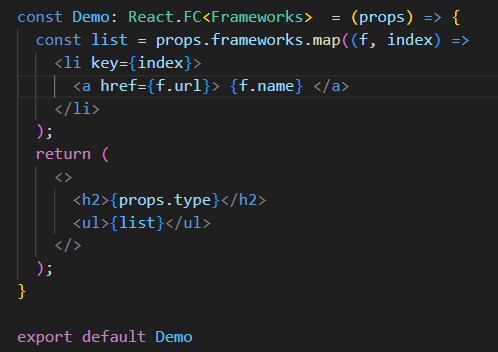 const Demo: React.FC<Frameworks>  = (props) => {
  const list = props.frameworks.map((f, index) =>
    <li key={index}>
      <a href={f.url}> {f.name} </a>
    </li>
  );
  return (
    <>
      <h2>{props.type}</h2>
      <ul>{list}</ul>
    </>
  );
}

export default Demo